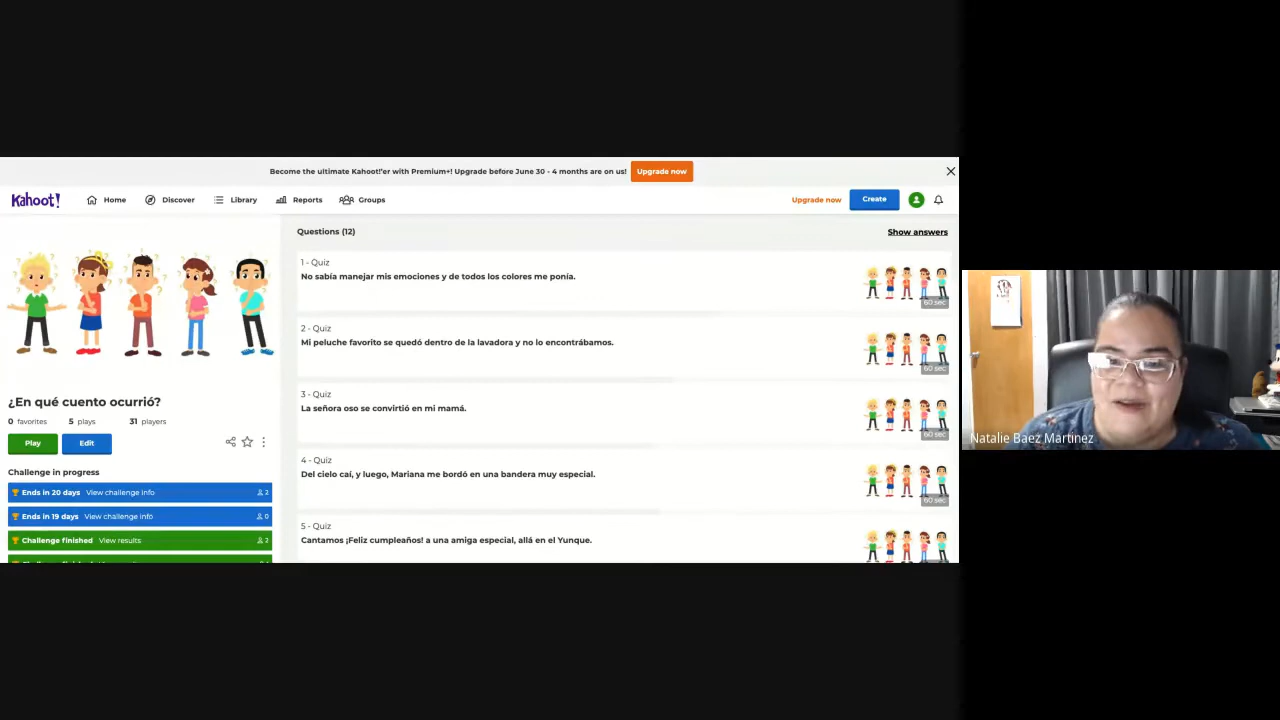 Become the ultimate Kahoot!'er with Premium+! Upgrade before June 30 - 4 months are on us!
Upgrade now
Kahoot!
Home
Discover
Library
Reports
Groups
Upgrade now
Create
Questions (12)
Show answers
1 - Quiz
No sabía manejar mis emociones y de todos los colores me ponía.
60 sec
2 - Quiz
Mi peluche favorito se quedó dentro de la lavadora y no lo encontrábamos.
60 sec
3 - Quiz
La señora oso se convirtió en mi mamá.
60 sec
4 - Quiz
Del cielo caí, y luego, Mariana me bordó en una bandera muy especial.
60 sec
5 - Quiz
Cantamos ¡Feliz cumpleaños! a una amiga especial, allá en el Yunque.
60 sec
¿En qué cuento ocurrió?
0 favorites 5 plays 31 players
Play
Edit
Challenge in progress
Ends in 20 days View challenge info 2
Ends in 19 days View challenge info 0
Challenge finished View results 2
Natalie Baez Martinez